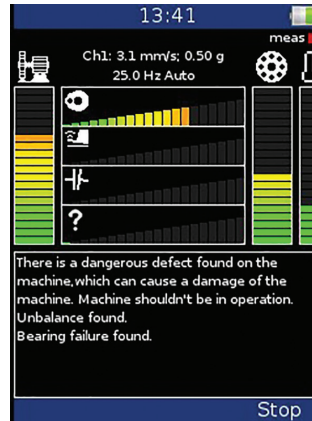 13:41
meas
Ch1: 3.1 mm/s; 0.50 g
25.0 Hz Auto
?
There is a dangerous defect found on the
machine,which can cause a damage of the
machine. Machine shouldn't be in operation.
Unbalance found.
Bearing failure found.
Stop